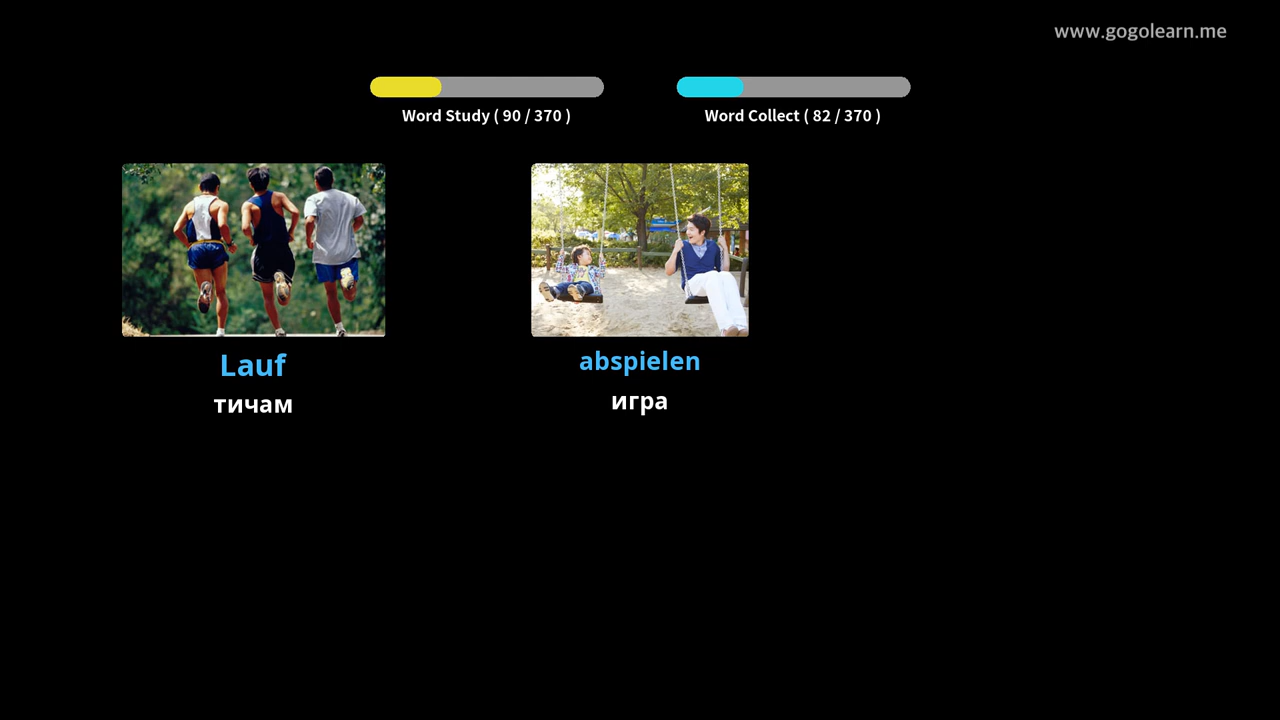 www.gogolearn.me
Word Study ( 90 / 370 )
Word Collect ( 82 / 370 )
Lauf
тичам
abspielen
игра